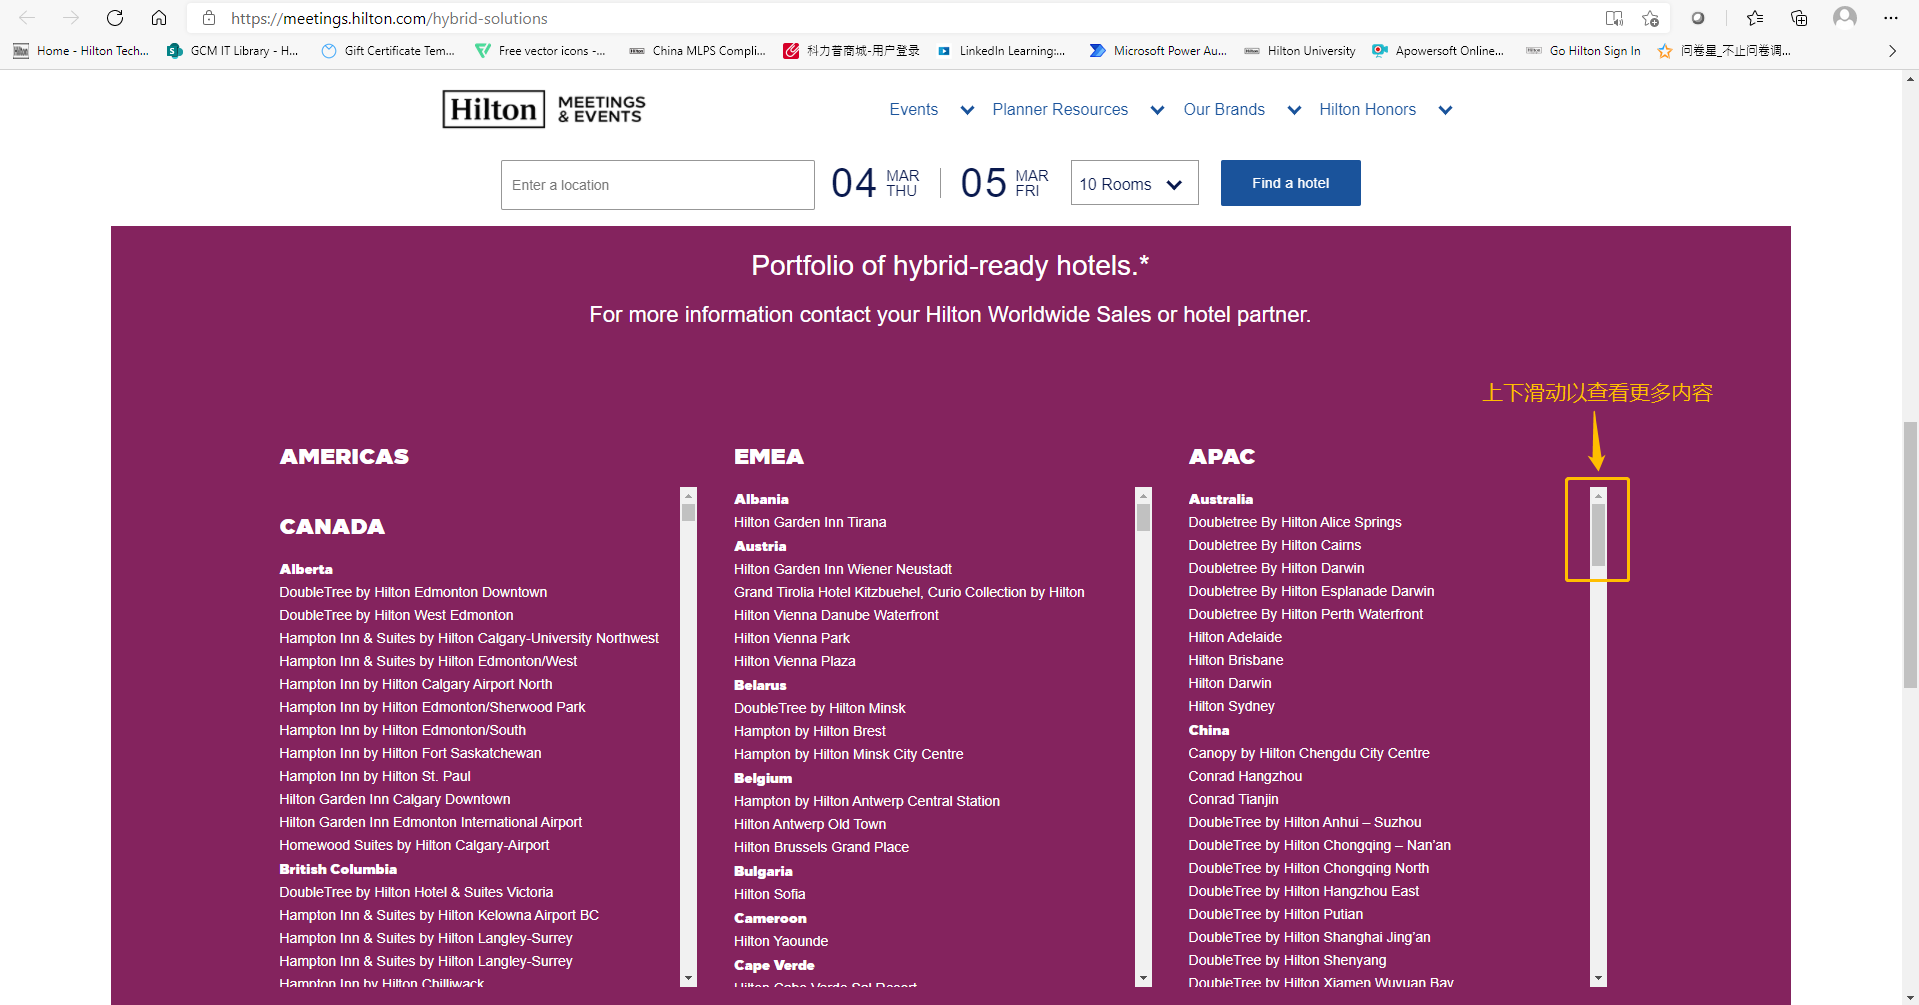 https://meetings.hilton.com/hybrid-solutions
Home - Hilton Tech...
GCM IT Library - H...
Gift Certificate Tem...
Free vector icons -...
China MLPS Compli...
科力普商城-用户登录
LinkedIn Learning:...
Microsoft Power Au...
Hilton University
Apowersoft Online...
Go Hilton Sign In
问卷星_不止问卷调...
Hilton MEETINGS & EVENTS
Events
Planner Resources
Our Brands
Hilton Honors
Enter a location
04 MAR THU
05 MAR FRI
10 Rooms
Find a hotel
Portfolio of hybrid-ready hotels.*
For more information contact your Hilton Worldwide Sales or hotel partner.
上下滑动以查看更多内容
AMERICAS
CANADA
Alberta
DoubleTree by Hilton Edmonton Downtown
DoubleTree by Hilton West Edmonton
Hampton Inn & Suites by Hilton Calgary-University Northwest
Hampton Inn & Suites by Hilton Edmonton/West
Hampton Inn by Hilton Calgary Airport North
Hampton Inn by Hilton Edmonton/Sherwood Park
Hampton Inn by Hilton Edmonton/South
Hampton Inn by Hilton Fort Saskatchewan
Hampton Inn by Hilton St. Paul
Hilton Garden Inn Calgary Downtown
Hilton Garden Inn Edmonton International Airport
Homewood Suites by Hilton Calgary-Airport
British Columbia
DoubleTree by Hilton Hotel & Suites Victoria
Hampton Inn & Suites by Hilton Kelowna Airport BC
Hampton Inn & Suites by Hilton Langley-Surrey
Hampton Inn & Suites by Hilton Langley-Surrey
Hampton Inn by Hilton Chilliwack
EMEA
Albania
Hilton Garden Inn Tirana
Austria
Hilton Garden Inn Wiener Neustadt
Grand Tirolia Hotel Kitzbuehel, Curio Collection by Hilton
Hilton Vienna Danube Waterfront
Hilton Vienna Park
Hilton Vienna Plaza
Belarus
DoubleTree by Hilton Minsk
Hampton by Hilton Brest
Hampton by Hilton Minsk City Centre
Belgium
Hampton by Hilton Antwerp Central Station
Hilton Antwerp Old Town
Hilton Brussels Grand Place
Bulgaria
Hilton Sofia
Cameroon
Hilton Yaounde
Cape Verde
Hilton Cabo Verde Sal Resort
APAC
Australia
Doubletree By Hilton Alice Springs
Doubletree By Hilton Cairns
Doubletree By Hilton Darwin
Doubletree By Hilton Esplanade Darwin
Doubletree By Hilton Perth Waterfront
Hilton Adelaide
Hilton Brisbane
Hilton Darwin
Hilton Sydney
China
Canopy by Hilton Chengdu City Centre
Conrad Hangzhou
Conrad Tianjin
DoubleTree by Hilton Anhui – Suzhou
DoubleTree by Hilton Chongqing – Nan'an
DoubleTree by Hilton Chongqing North
DoubleTree by Hilton Hangzhou East
DoubleTree by Hilton Putian
DoubleTree by Hilton Shanghai Jing'an
DoubleTree by Hilton Shenyang
DoubleTree by Hilton Xiamen Wuyuan Bay